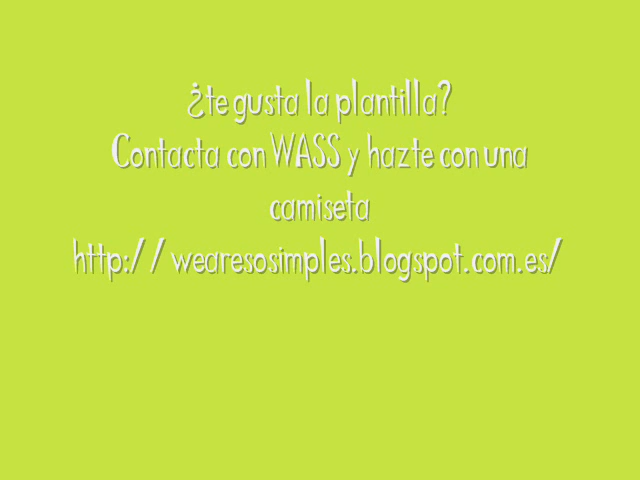 ¿te gusta la plantilla?
Contacta con WASS y hazte con una
camiseta
http:// wearesosimples.blogspot.com.es/